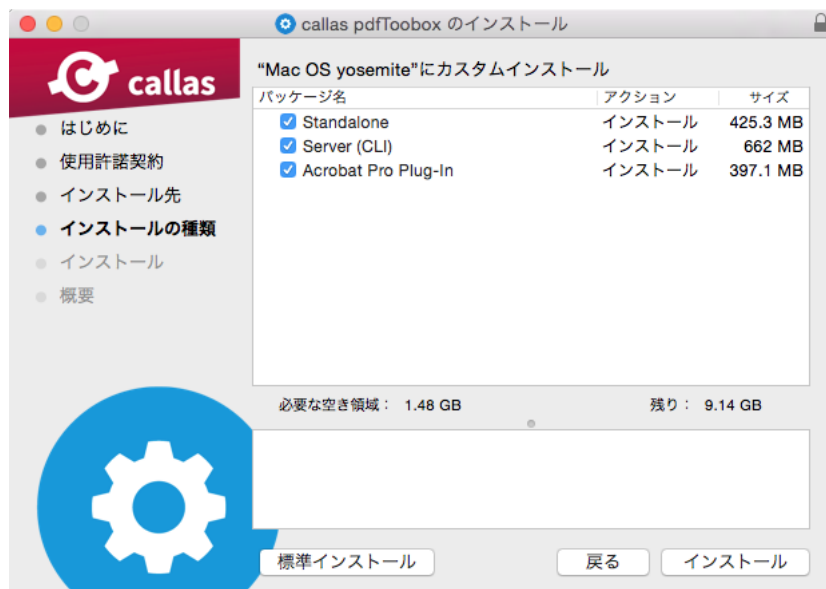 callas pdfToobox のインストール
callas
“Mac OS yosemite”にカスタムインストール
パッケージ名 アクション サイズ
Standalone インストール 425.3 MB
Server (CLI) インストール 662 MB
Acrobat Pro Plug-In インストール 397.1 MB
はじめに
使用許諾契約
インストール先
インストールの種類
インストール
概要
必要な空き領域： 1.48 GB 残り： 9.14 GB
標準インストール 戻る インストール